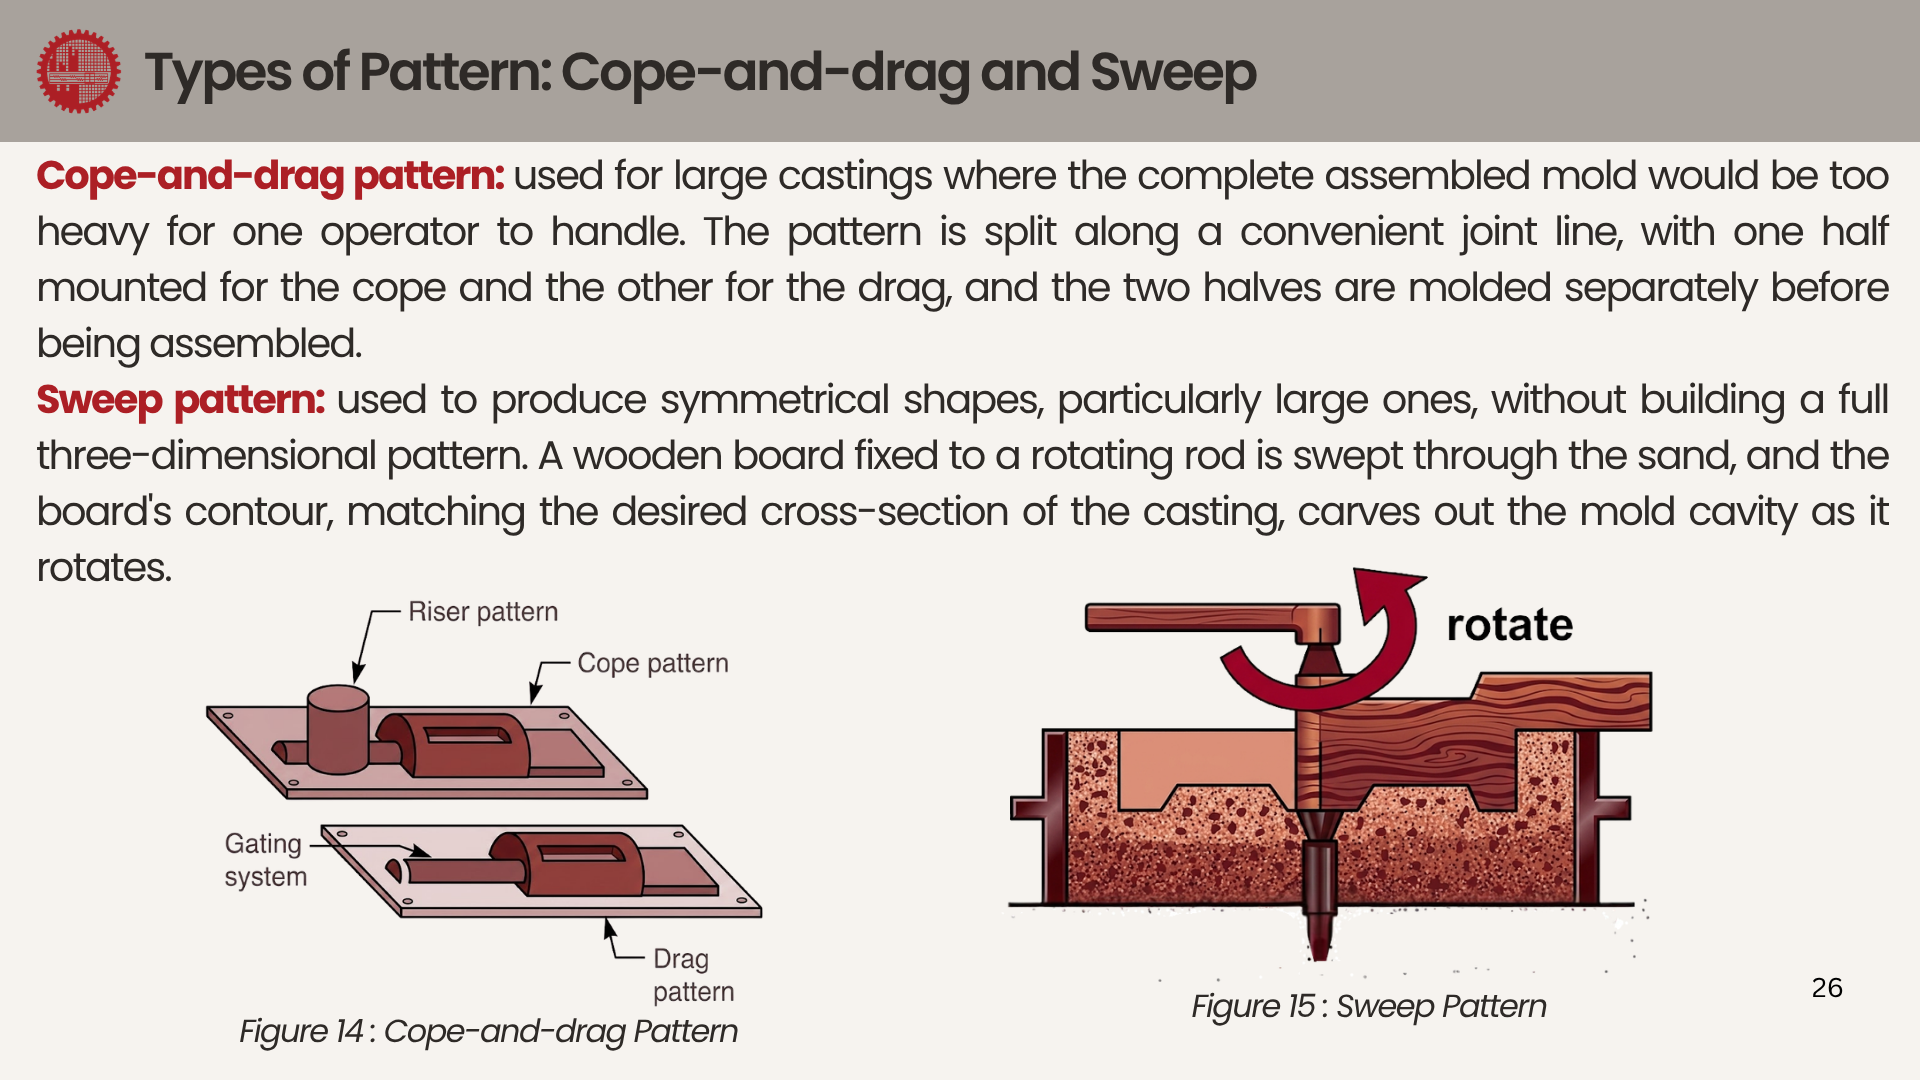 Types of Pattern: Cope-and-drag and Sweep
Cope-and-drag pattern: used for large castings where the complete assembled mold would be too
heavy for one operator to handle. The pattern is split along a convenient joint line, with one half
mounted for the cope and the other for the drag, and the two halves are molded separately before
being assembled.
Sweep pattern: used to produce symmetrical shapes, particularly large ones, without building a full
three-dimensional pattern. A wooden board fixed to a rotating rod is swept through the sand, and the
board's contour, matching the desired cross-section of the casting, carves out the mold cavity as it
rotates.
Riser pattern
Cope pattern
Gating
system
Drag
pattern
Figure 14 : Cope-and-drag Pattern
rotate
Figure 15 : Sweep Pattern
26